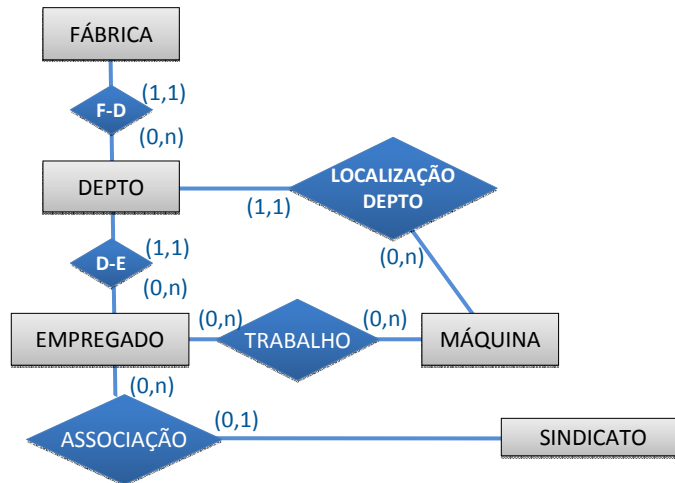 FÁBRICA
(1,1)
F-D
(0,n)
DEPTO
(1,1)
LOCALIZAÇÃO
DEPTO
(0,n)
(1,1)
D-E
(0,n)
EMPREGADO
(0,n)
TRABALHO
(0,n)
MÁQUINA
(0,n)
ASSOCIAÇÃO
(0,1)
SINDICATO